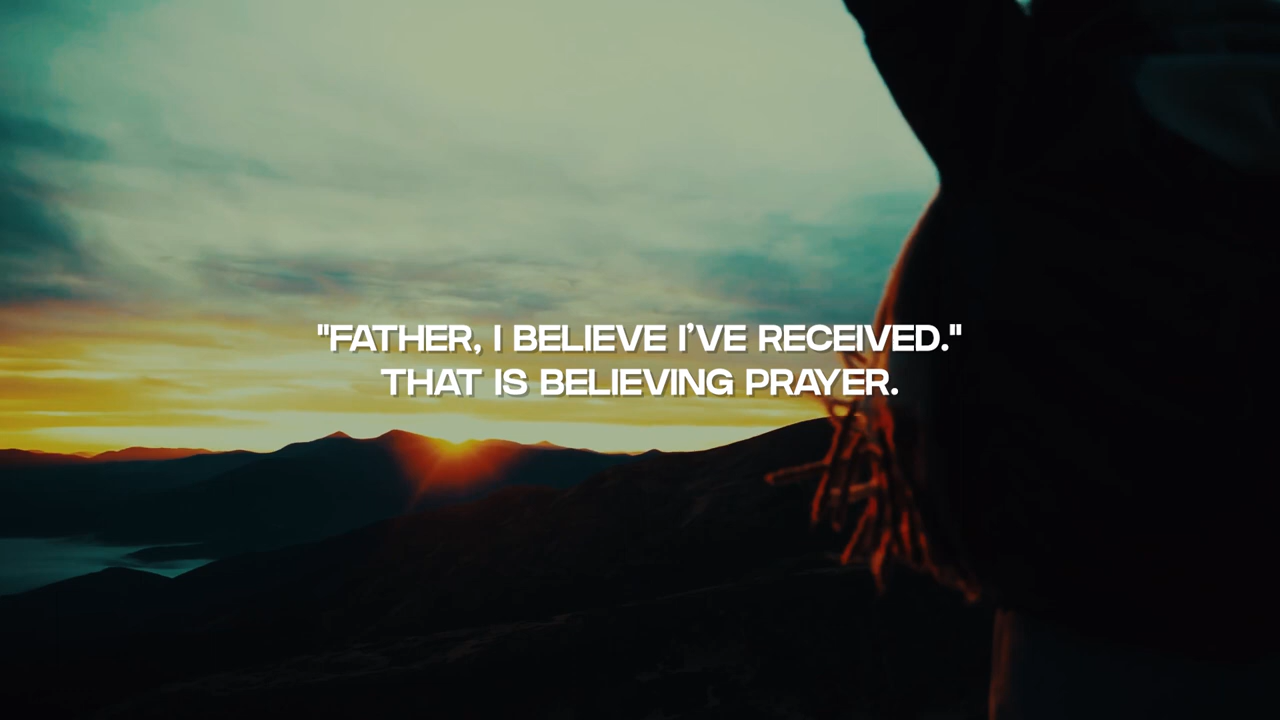 "FATHER, I BELIEVE I’VE RECEIVED."
THAT IS BELIEVING PRAYER.